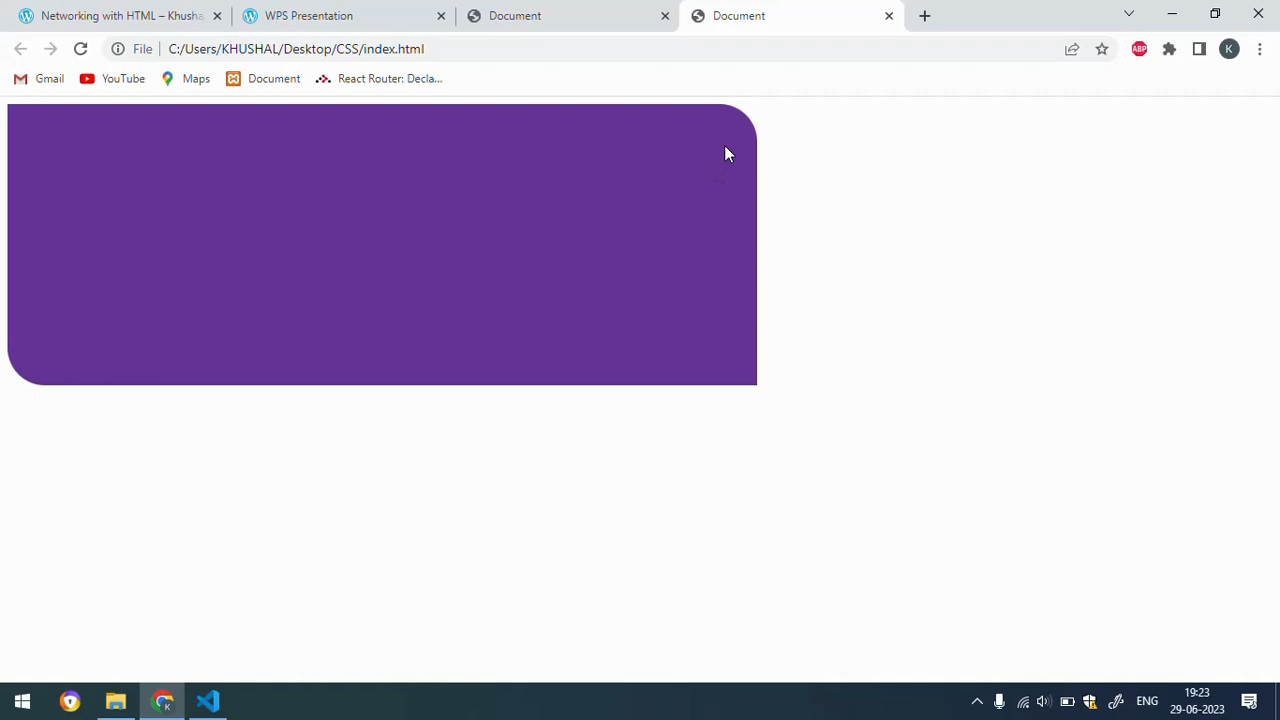 Networking with HTML – Khusha
WPS Presentation
Document
Document
File
C:/Users/KHUSHAL/Desktop/CSS/index.html
ABP
K
Gmail
YouTube
Maps
Document
React Router: Decla...
K
ENG
19:23
29-06-2023